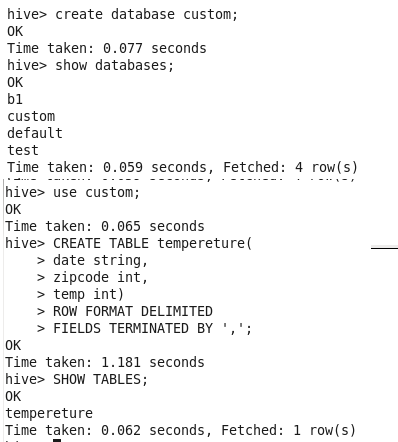 hive> create database custom;
OK
Time taken: 0.077 seconds
hive> show databases;
OK
b1
custom
default
test
Time taken: 0.059 seconds, Fetched: 4 row(s)
hive> use custom;
OK
Time taken: 0.065 seconds
hive> CREATE TABLE tempereture(
    > date string,
    > zipcode int,
    > temp int)
    > ROW FORMAT DELIMITED
    > FIELDS TERMINATED BY ',';
OK
Time taken: 1.181 seconds
hive> SHOW TABLES;
OK
tempereture
Time taken: 0.062 seconds, Fetched: 1 row(s)